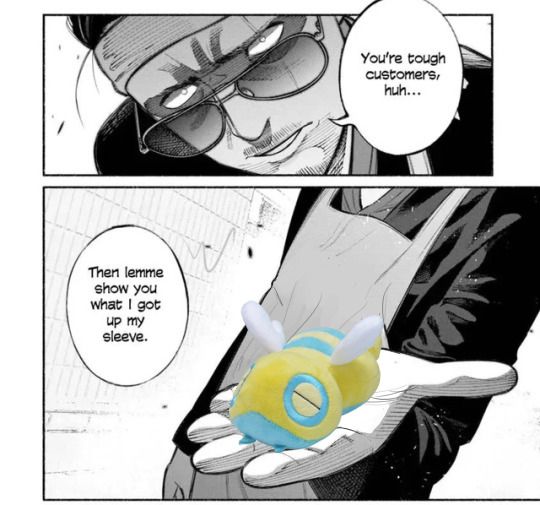 You're tough
customers,
huh...
Then lemme
show you
what I got
up my
sleeve.